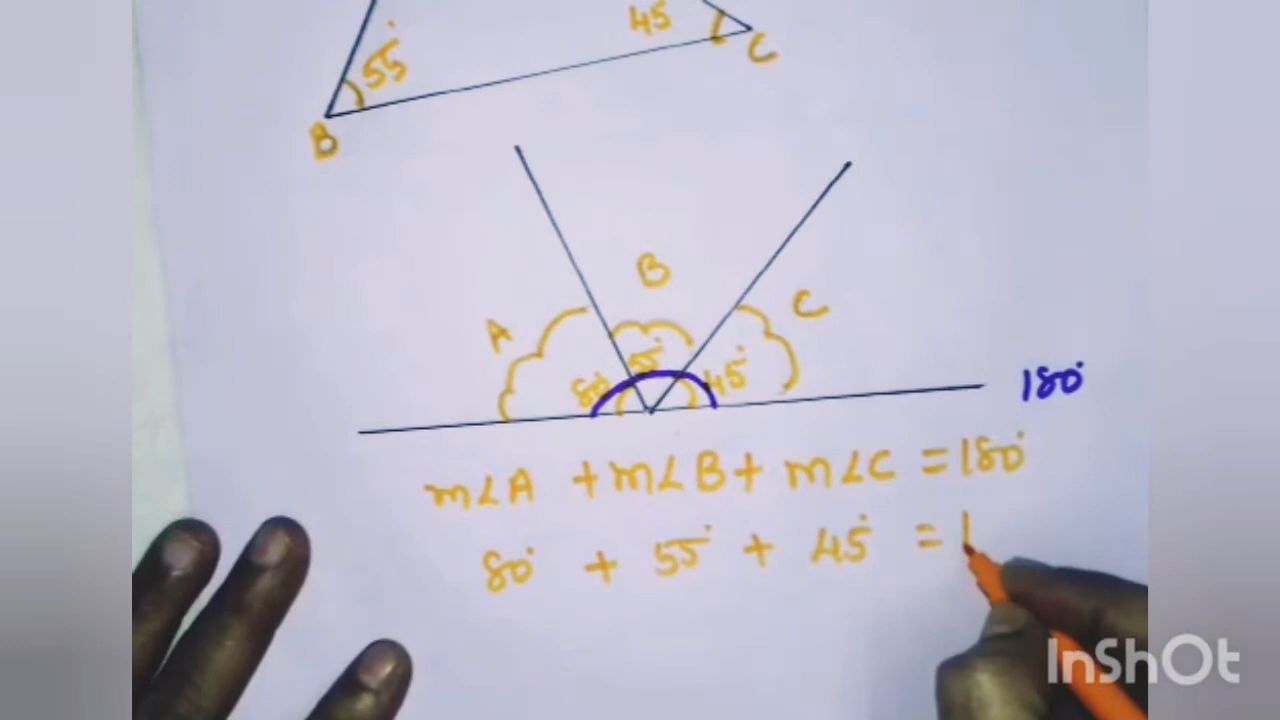 45
C
55°
B
B
A
C
80° 55° 45°
180°
m∠A + m∠B + m∠C = 180°
80° + 55° + 45° = 1
InShOt